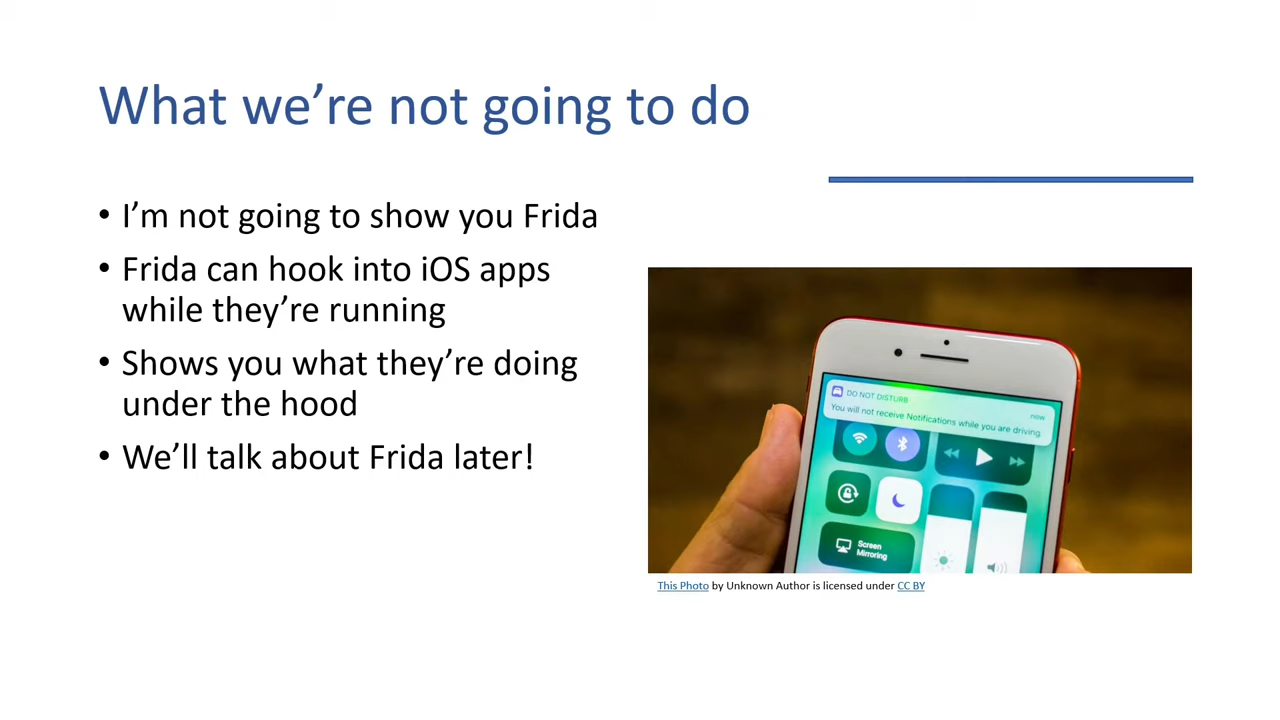 What we’re not going to do
• I’m not going to show you Frida
• Frida can hook into iOS apps
while they’re running
• Shows you what they’re doing
under the hood
• We’ll talk about Frida later!
DO NOT DISTURB
now
You will not receive Notifications while you are driving.
Screen
Mirroring
This Photo by Unknown Author is licensed under CC BY